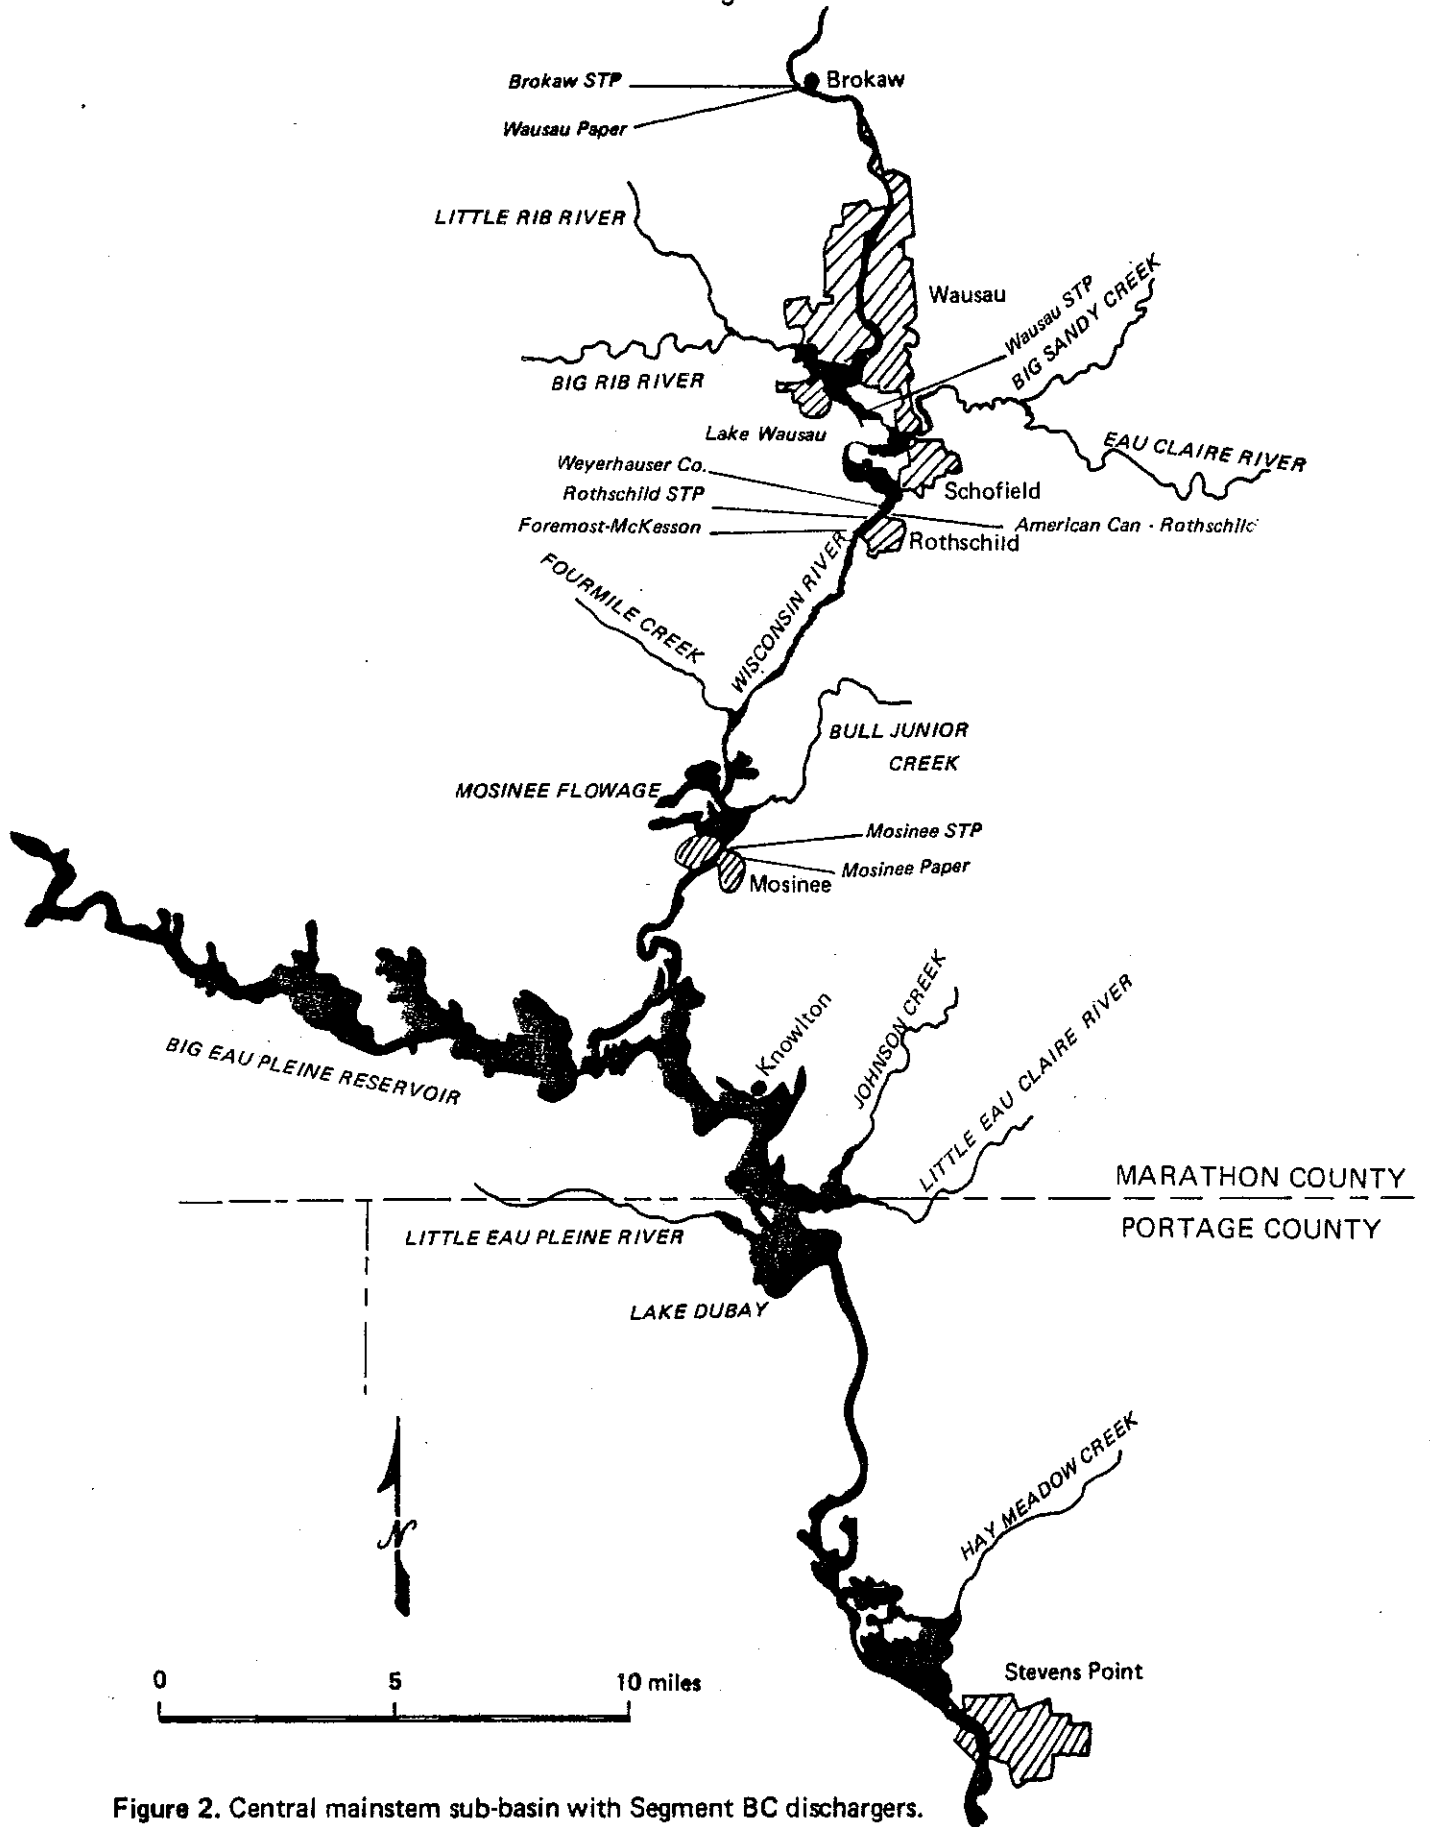 Brokaw STP
Brokaw
Wausau Paper
LITTLE RIB RIVER
Wausau
Wausau STP
BIG SANDY CREEK
BIG RIB RIVER
Lake Wausau
EAU CLAIRE RIVER
Weyerhauser Co.
Schofield
Rothschild STP
American Can - Rothschild
Foremost-McKesson
Rothschild
FOURMILE CREEK
WISCONSIN RIVER
BULL JUNIOR
CREEK
MOSINEE FLOWAGE
Mosinee STP
Mosinee Paper
Mosinee
BIG EAU PLEINE RESERVOIR
Knowlton
JOHNSON CREEK
LITTLE EAU CLAIRE RIVER
MARATHON COUNTY
PORTAGE COUNTY
LITTLE EAU PLEINE RIVER
LAKE DUBAY
HAY MEADOW CREEK
N
Stevens Point
0 5 10 miles
Figure 2. Central mainstem sub-basin with Segment BC dischargers.